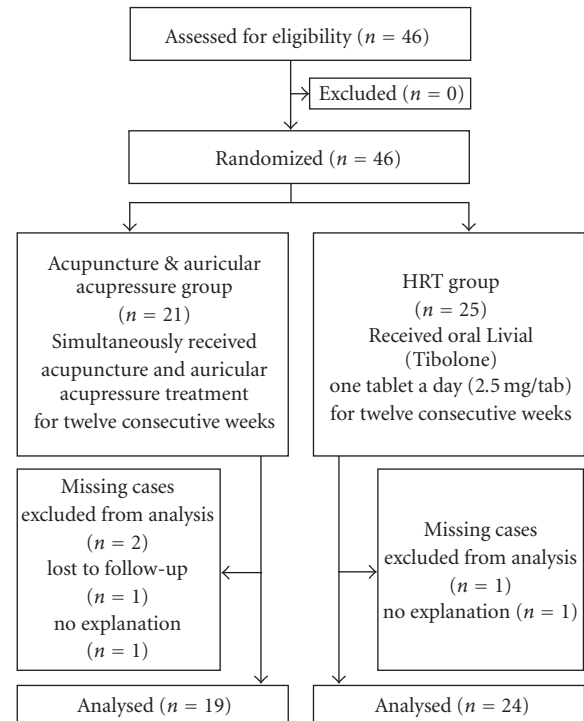 Assessed for eligibility (n = 46)
Excluded (n = 0)
Randomized (n = 46)
Acupuncture & auricular
acupressure group
(n = 21)
Simultaneously received
acupuncture and auricular
acupressure treatment
for twelve consecutive weeks
HRT group
(n = 25)
Received oral Livial
(Tibolone)
one tablet a day (2.5 mg/tab)
for twelve consecutive weeks
Missing cases
excluded from analysis
(n = 2)
lost to follow-up
(n = 1)
no explanation
(n = 1)
Missing cases
excluded from analysis
(n = 1)
no explanation (n = 1)
Analysed (n = 19)
Analysed (n = 24)